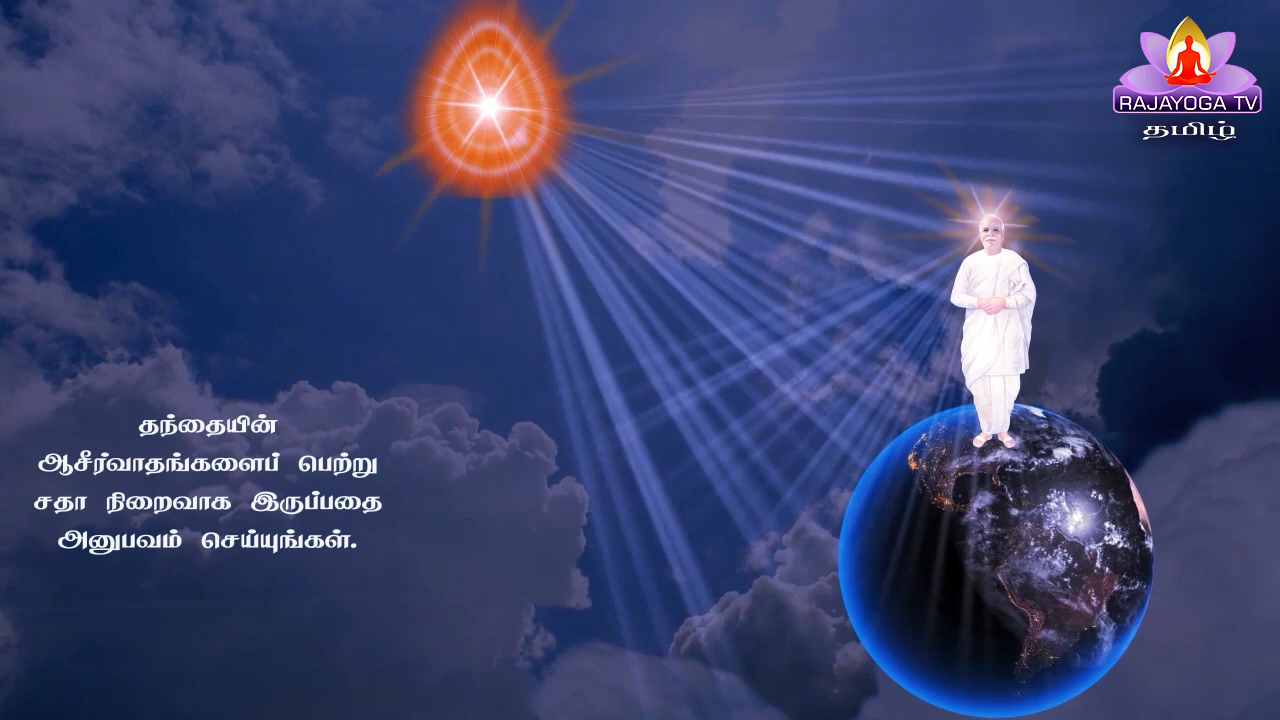 RAJAYOGA TV
தமிழ்
தந்தையின்
ஆசீர்வாதங்களைப் பெற்று
சதா நிறைவாக இருப்பதை
அனுபவம் செய்யுங்கள்.